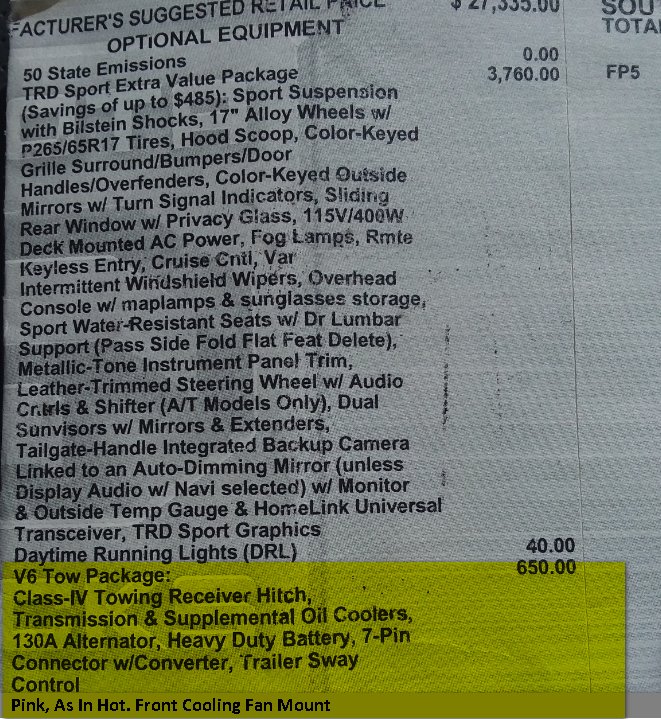 FACTURER'S SUGGESTED RETAIL PRICE $ 27,335.00 SOU
OPTIONAL EQUIPMENT TOTA
50 State Emissions 0.00
TRD Sport Extra Value Package 3,760.00 FP5
(Savings of up to $485): Sport Suspension
with Bilstein Shocks, 17" Alloy Wheels w/
P265/65R17 Tires, Hood Scoop, Color-Keyed
Grille Surround/Bumpers/Door
Handles/Overfenders, Color-Keyed Outside
Mirrors w/ Turn Signal Indicators, Sliding
Rear Window w/ Privacy Glass, 115V/400W
Deck Mounted AC Power, Fog Lamps, Rmte
Keyless Entry, Cruise Cntl, Var
Intermittent Windshield Wipers, Overhead
Console w/ maplamps & sunglasses storage,
Sport Water-Resistant Seats w/ Dr Lumbar
Support (Pass Side Fold Flat Feat Delete),
Metallic-Tone Instrument Panel Trim,
Leather-Trimmed Steering Wheel w/ Audio
Cntrls & Shifter (A/T Models Only), Dual
Sunvisors w/ Mirrors & Extenders,
Tailgate-Handle Integrated Backup Camera
Linked to an Auto-Dimming Mirror (unless
Display Audio w/ Navi selected) w/ Monitor
& Outside Temp Gauge & HomeLink Universal
Transceiver, TRD Sport Graphics
Daytime Running Lights (DRL) 40.00
V6 Tow Package: 650.00
Class-IV Towing Receiver Hitch,
Transmission & Supplemental Oil Coolers,
130A Alternator, Heavy Duty Battery, 7-Pin
Connector w/Converter, Trailer Sway
Control
Pink, As In Hot. Front Cooling Fan Mount